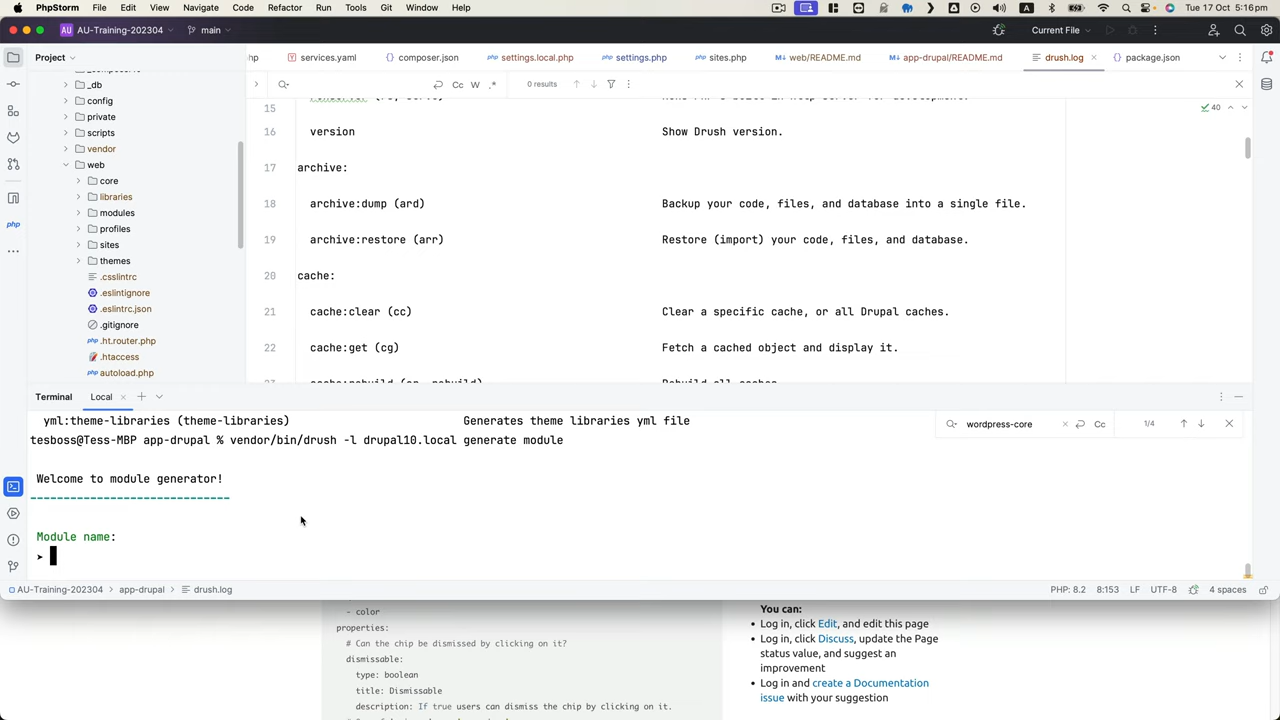 PhpStorm File Edit View Navigate Code Refactor Run Tools Git Window Help Tue 17 Oct 5:16 pm
AU AU-Training-202304 main Current File
Project
services.yaml composer.json settings.local.php settings.php sites.php web/README.md app-drupal/README.md drush.log package.json
Cc W .* 0 results
_db
config
private
scripts
vendor
web
core
libraries
modules
profiles
sites
themes
.csslintrc
.eslintignore
.eslintrc.json
.gitignore
.ht.router.php
.htaccess
autoload.php
40
15
16 version Show Drush version.
17 archive:
18 archive:dump (ard) Backup your code, files, and database into a single file.
19 archive:restore (arr) Restore (import) your code, files, and database.
20 cache:
21 cache:clear (cc) Clear a specific cache, or all Drupal caches.
22 cache:get (cg) Fetch a cached object and display it.
Terminal Local
yml:theme-libraries (theme-libraries) Generates theme libraries yml file
wordpress-core Cc 1/4
tesboss@Tess-MBP app-drupal % vendor/bin/drush -l drupal10.local generate module
Welcome to module generator!
-----------------------------
Module name:
➤
AU-Training-202304 app-drupal drush.log PHP: 8.2 8:153 LF UTF-8 4 spaces
- color
properties:
# Can the chip be dismissed by clicking on it?
dismissable:
type: boolean
title: Dismissable
description: If true users can dismiss the chip by clicking on it.
You can:
Log in, click Edit, and edit this page
Log in, click Discuss, update the Page
status value, and suggest an
improvement
Log in and create a Documentation
issue with your suggestion